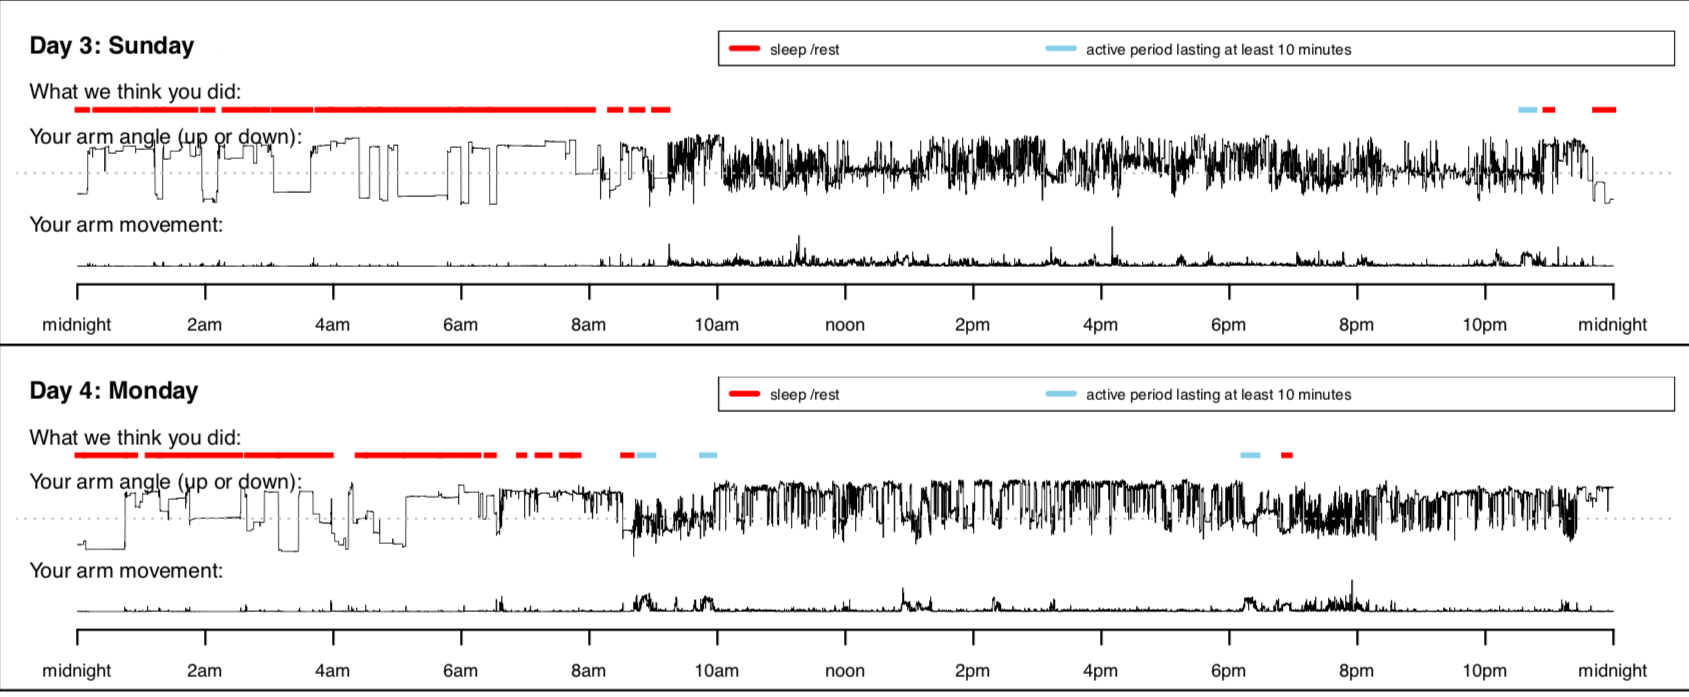 Day 3: Sunday
sleep /rest active period lasting at least 10 minutes
What we think you did:
Your arm angle (up or down):
Your arm movement:
midnight 2am 4am 6am 8am 10am noon 2pm 4pm 6pm 8pm 10pm midnight
Day 4: Monday
sleep /rest active period lasting at least 10 minutes
What we think you did:
Your arm angle (up or down):
Your arm movement:
midnight 2am 4am 6am 8am 10am noon 2pm 4pm 6pm 8pm 10pm midnight